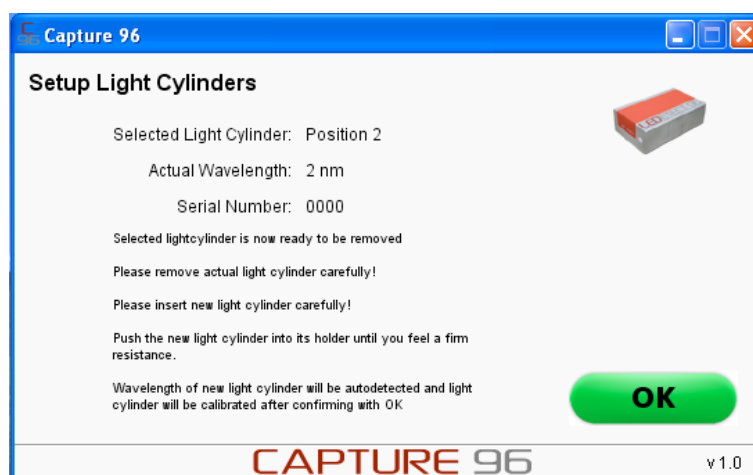 Capture 96
Setup Light Cylinders
Selected Light Cylinder: Position 2
Actual Wavelength: 2 nm
Serial Number: 0000
Selected lightcylinder is now ready to be removed
Please remove actual light cylinder carefully!
Please insert new light cylinder carefully!
Push the new light cylinder into its holder until you feel a firm
resistance.
Wavelength of new light cylinder will be autodetected and light
cylinder will be calibrated after confirming with OK
OK
CAPTURE 96
v 1.0